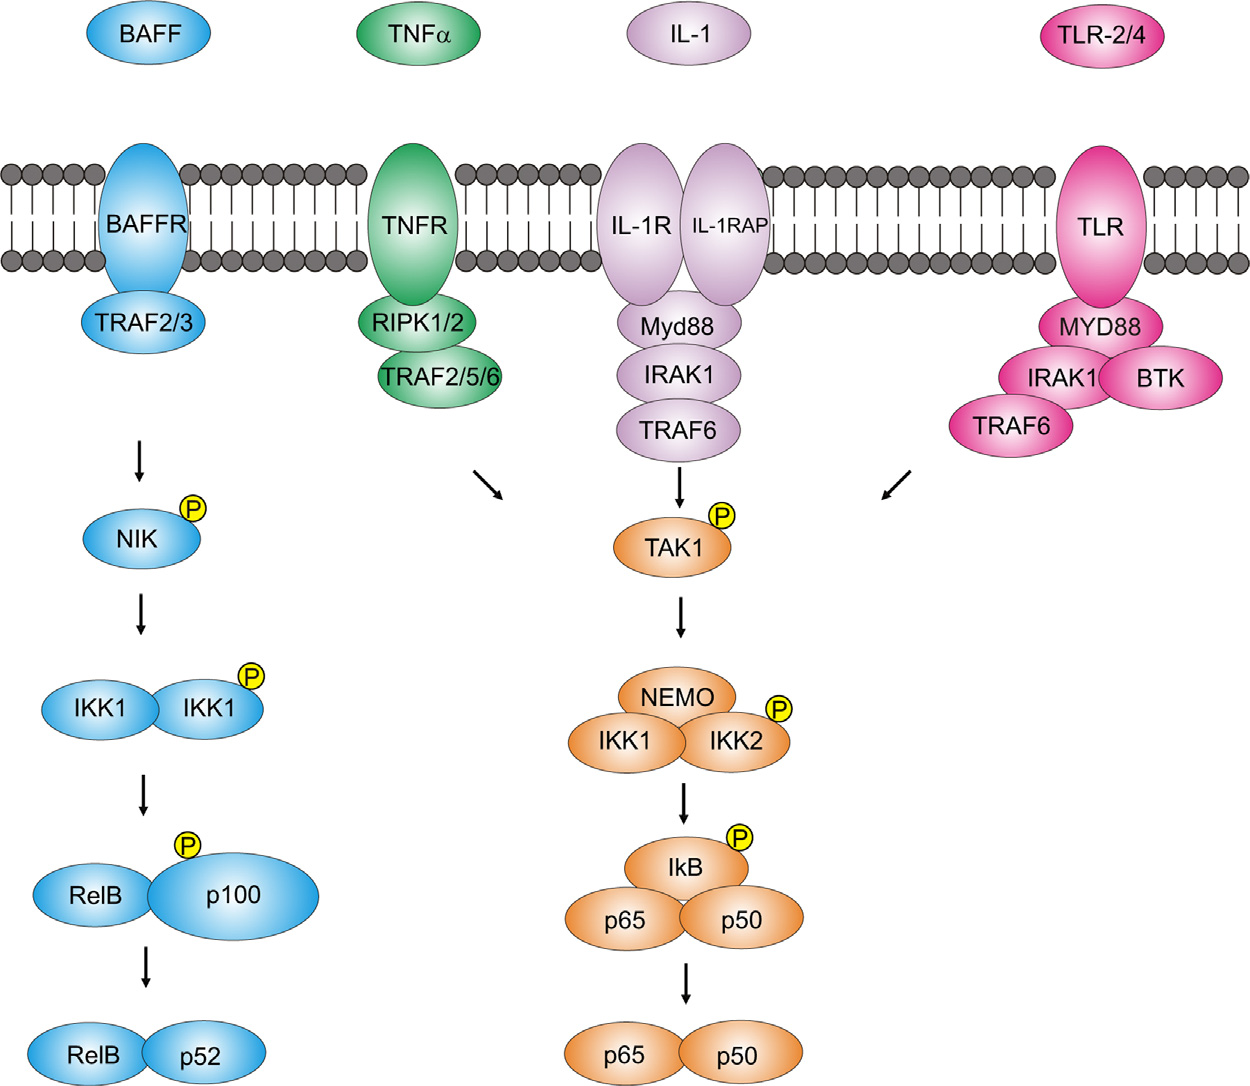 BAFF
TNFα
IL-1
TLR-2/4
BAFFR
TNFR
IL-1R
IL-1RAP
TLR
TRAF2/3
RIPK1/2
Myd88
MYD88
TRAF2/5/6
IRAK1
IRAK1
BTK
TRAF6
TRAF6
P
NIK
P
TAK1
P
IKK1
IKK1
NEMO
P
IKK1
IKK2
P
RelB
p100
P
IkB
p65
p50
RelB
p52
p65
p50